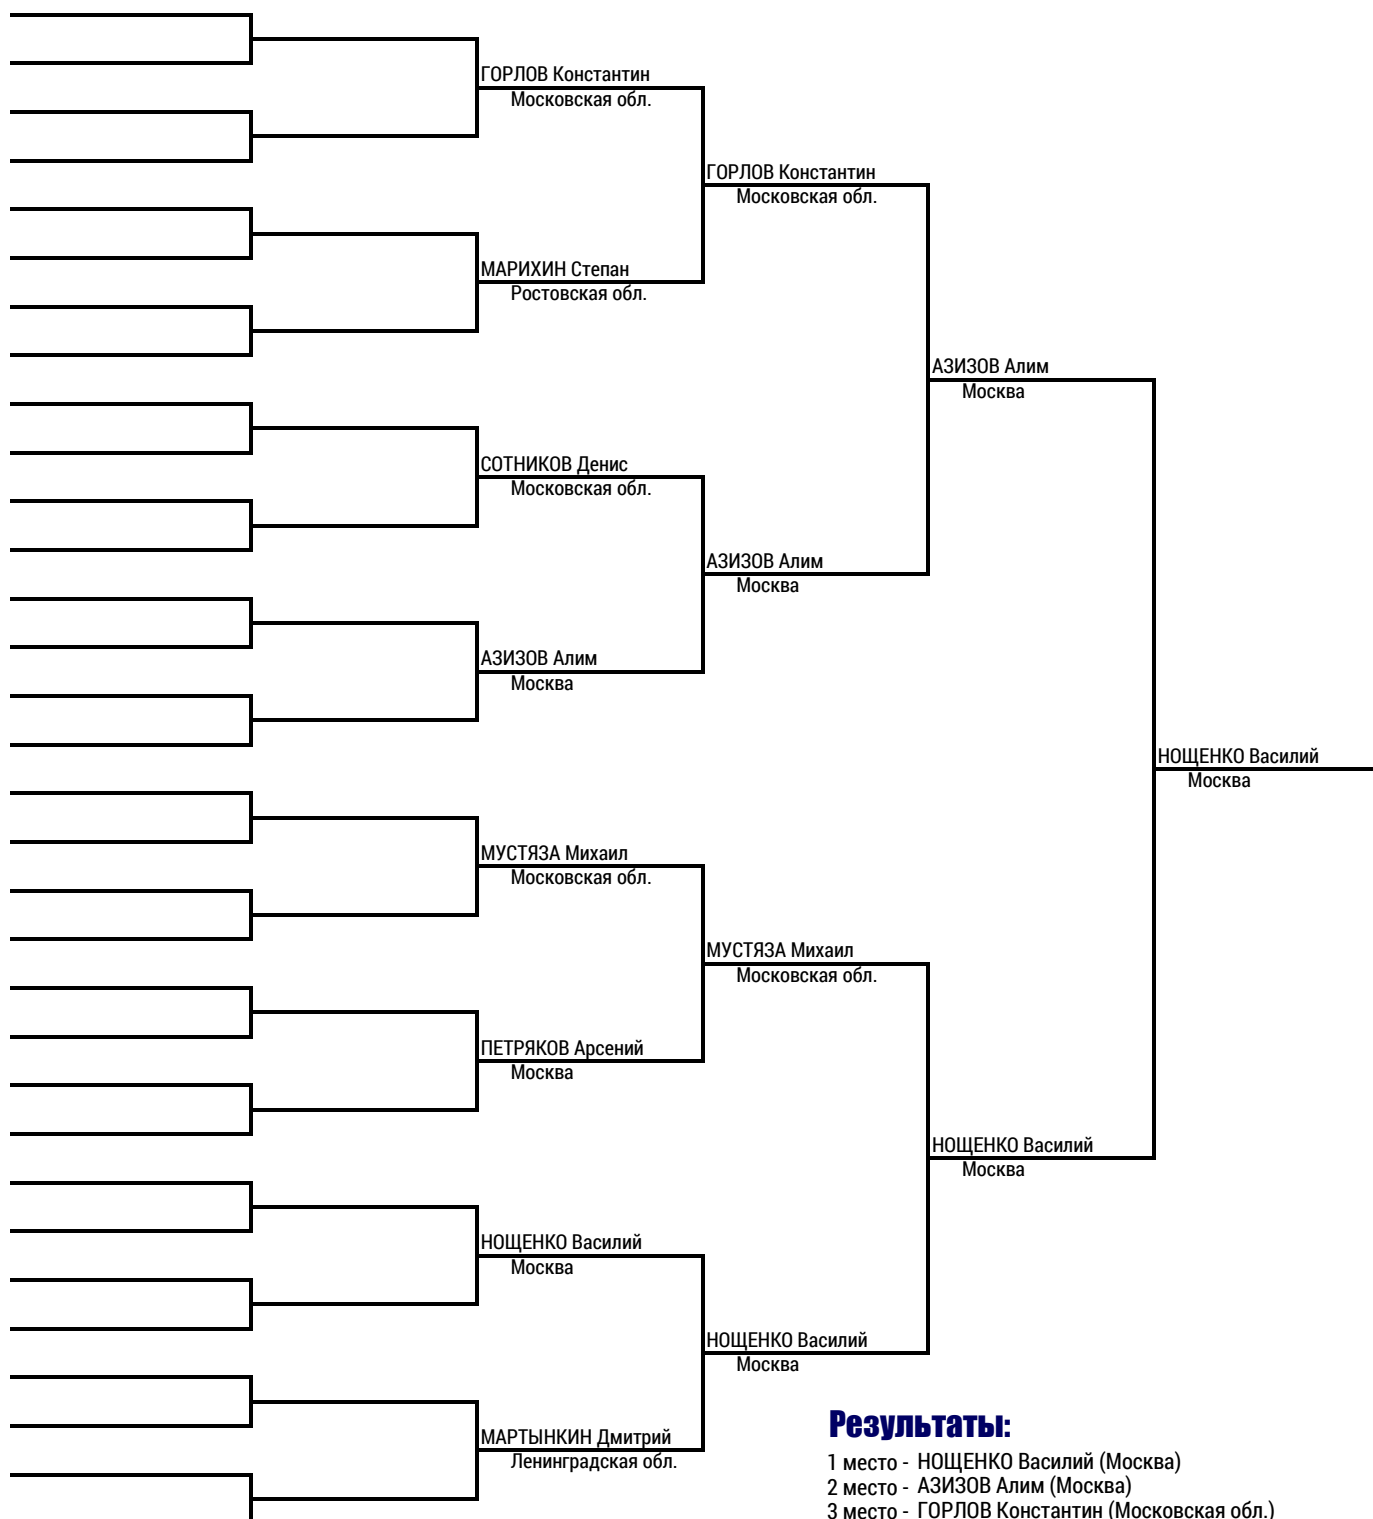 ГОРЛОВ Константин
Московская обл.
ГОРЛОВ Константин
Московская обл.
МАРИХИН Степан
Ростовская обл.
АЗИЗОВ Алим
Москва
СОТНИКОВ Денис
Московская обл.
АЗИЗОВ Алим
Москва
АЗИЗОВ Алим
Москва
НОЩЕНКО Василий
Москва
МУСТЯЗА Михаил
Московская обл.
МУСТЯЗА Михаил
Московская обл.
ПЕТРЯКОВ Арсений
Москва
НОЩЕНКО Василий
Москва
НОЩЕНКО Василий
Москва
НОЩЕНКО Василий
Москва
МАРТЫНКИН Дмитрий
Ленинградская обл.
Результаты:
1 место - НОЩЕНКО Василий (Москва)
2 место - АЗИЗОВ Алим (Москва)
3 место - ГОРЛОВ Константин (Московская обл.)